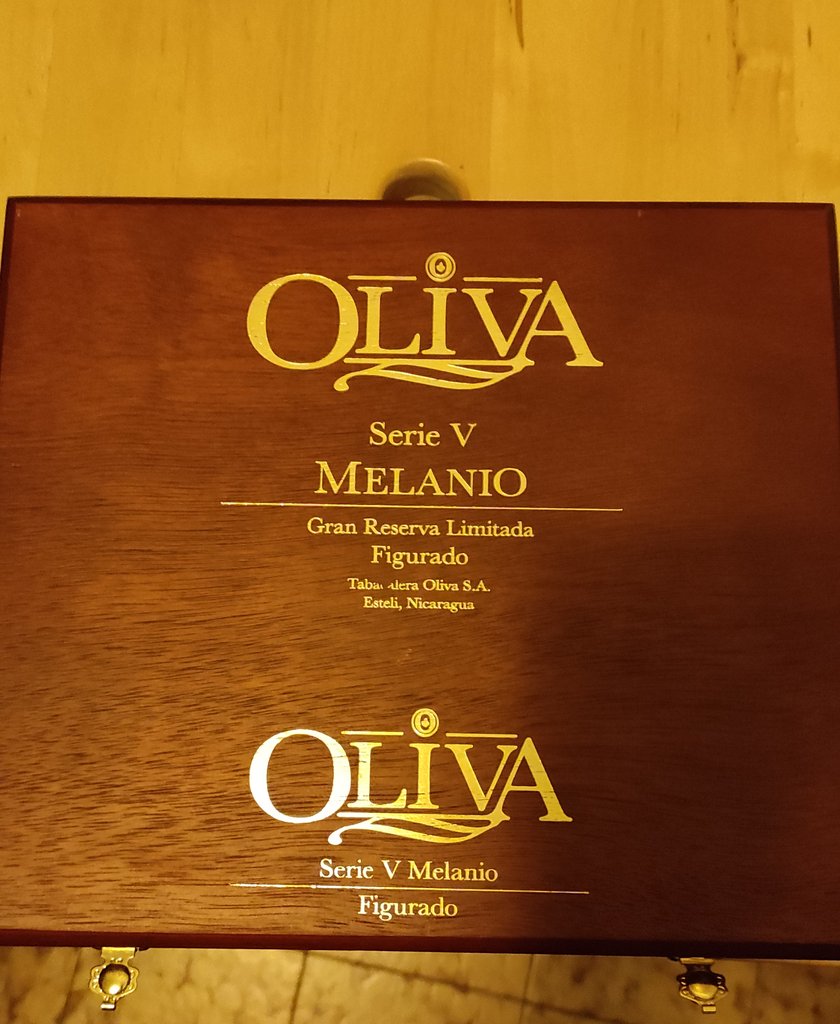 OLIVA
Serie V
MELANIO
Gran Reserva Limitada
Figurado
Oliva S.A.
Esteli, Nicaragua
OLIVA
Serie V Melanio
Figurado